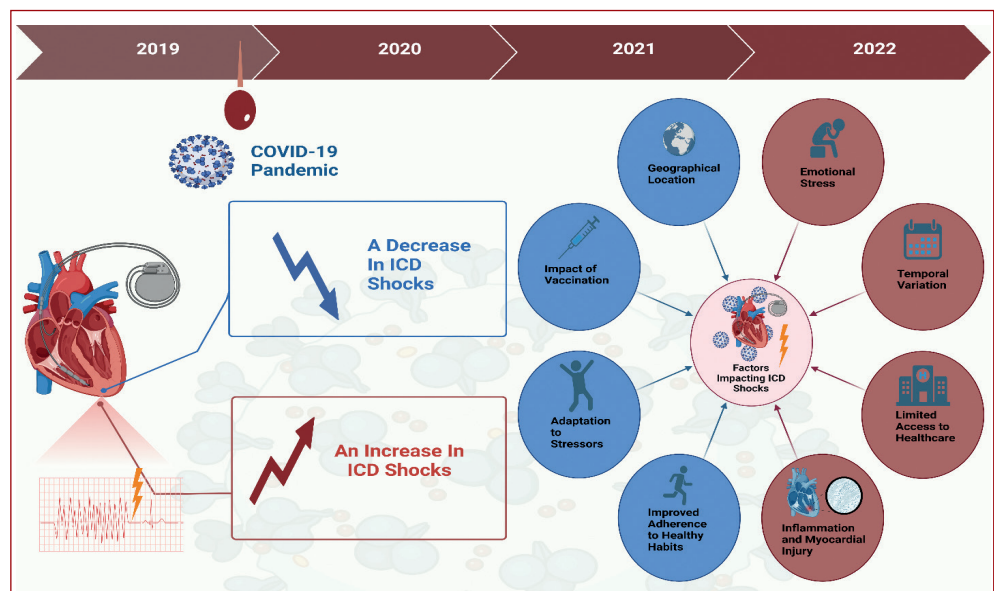 2019
2020
2021
2022
COVID-19
Pandemic
A Decrease
In ICD
Shocks
An Increase In
ICD Shocks
Geographical
Location
Emotional
Stress
Impact of
Vaccination
Temporal
Variation
Factors
Impacting ICD
Shocks
Adaptation
to
Stressors
Limited
Access to
Healthcare
Improved
Adherence
to Healthy
Habits
Inflammation
and Myocardial
Injury